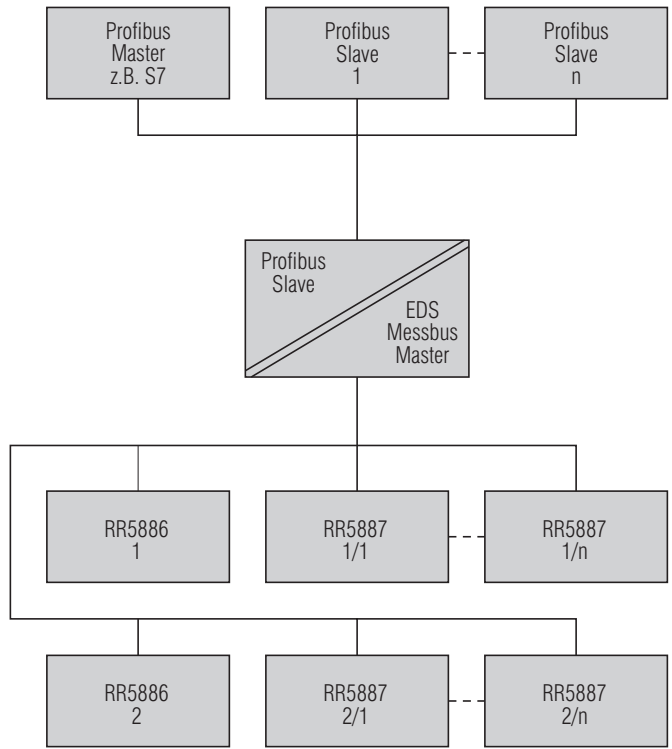 Profibus
Master
z.B. S7
Profibus
Slave
1
Profibus
Slave
n
Profibus
Slave
EDS
Messbus
Master
RR5886
1
RR5887
1/1
RR5887
1/n
RR5886
2
RR5887
2/1
RR5887
2/n